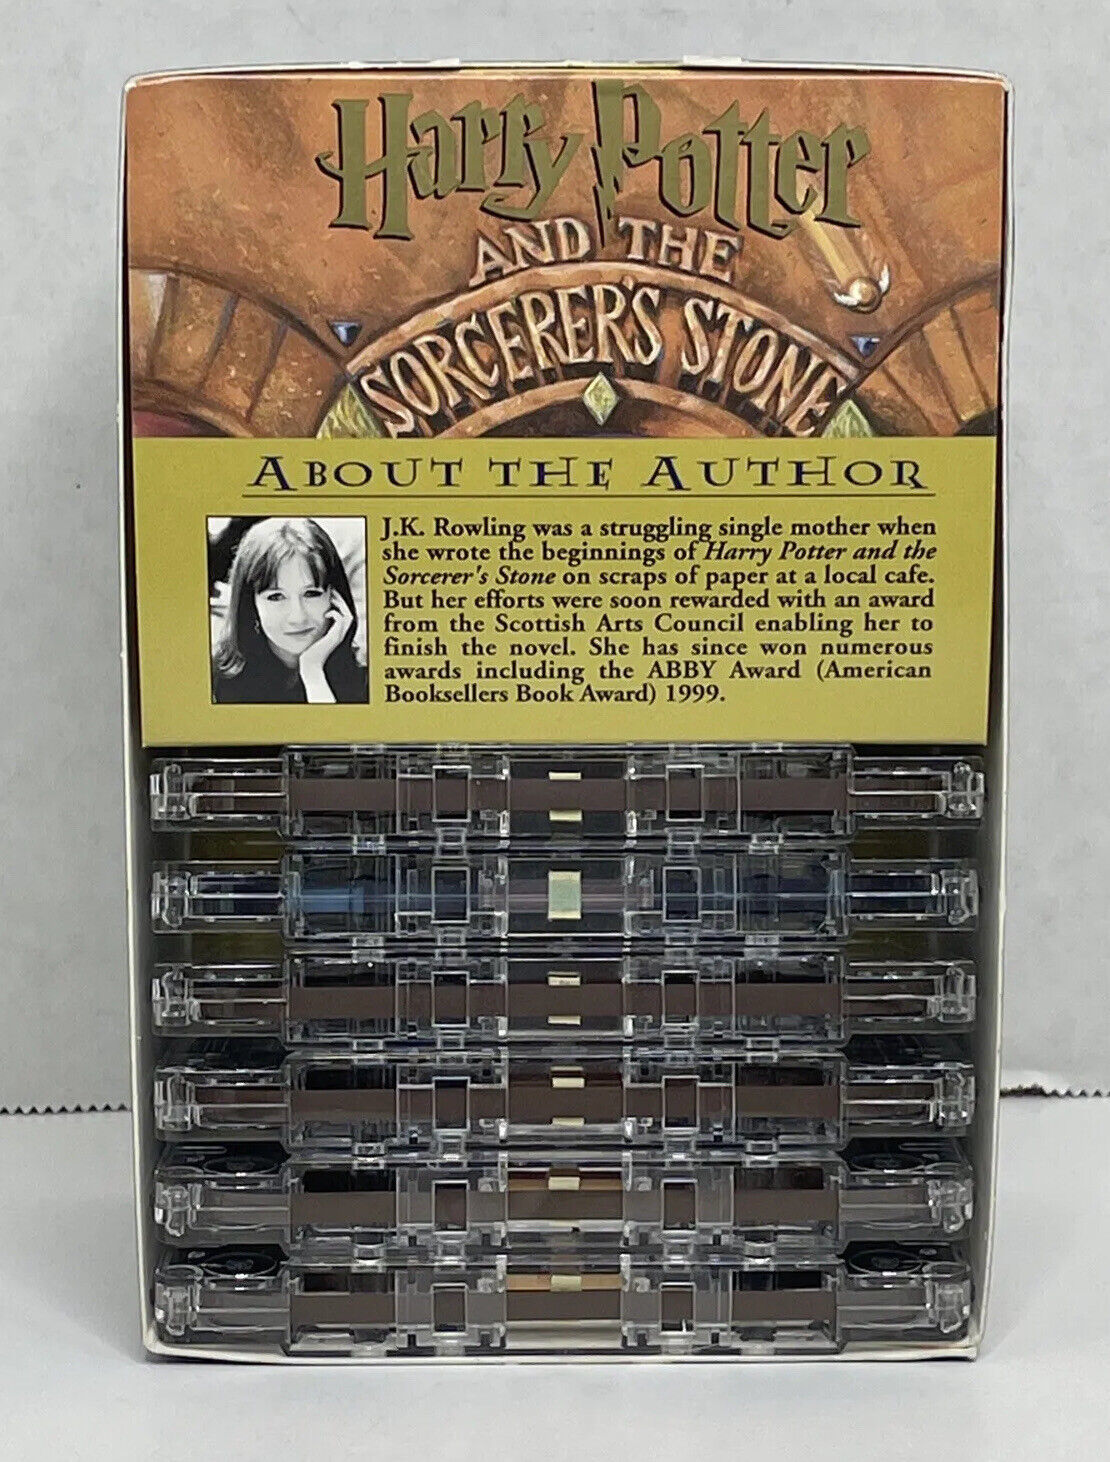 Harry Potter
AND THE
SORCERER'S STONE
ABOUT THE AUTHOR
J.K. Rowling was a struggling single mother when
she wrote the beginnings of Harry Potter and the
Sorcerer's Stone on scraps of paper at a local cafe.
But her efforts were soon rewarded with an award
from the Scottish Arts Council enabling her to
finish the novel. She has since won numerous
awards including the ABBY Award (American
Booksellers Book Award) 1999.